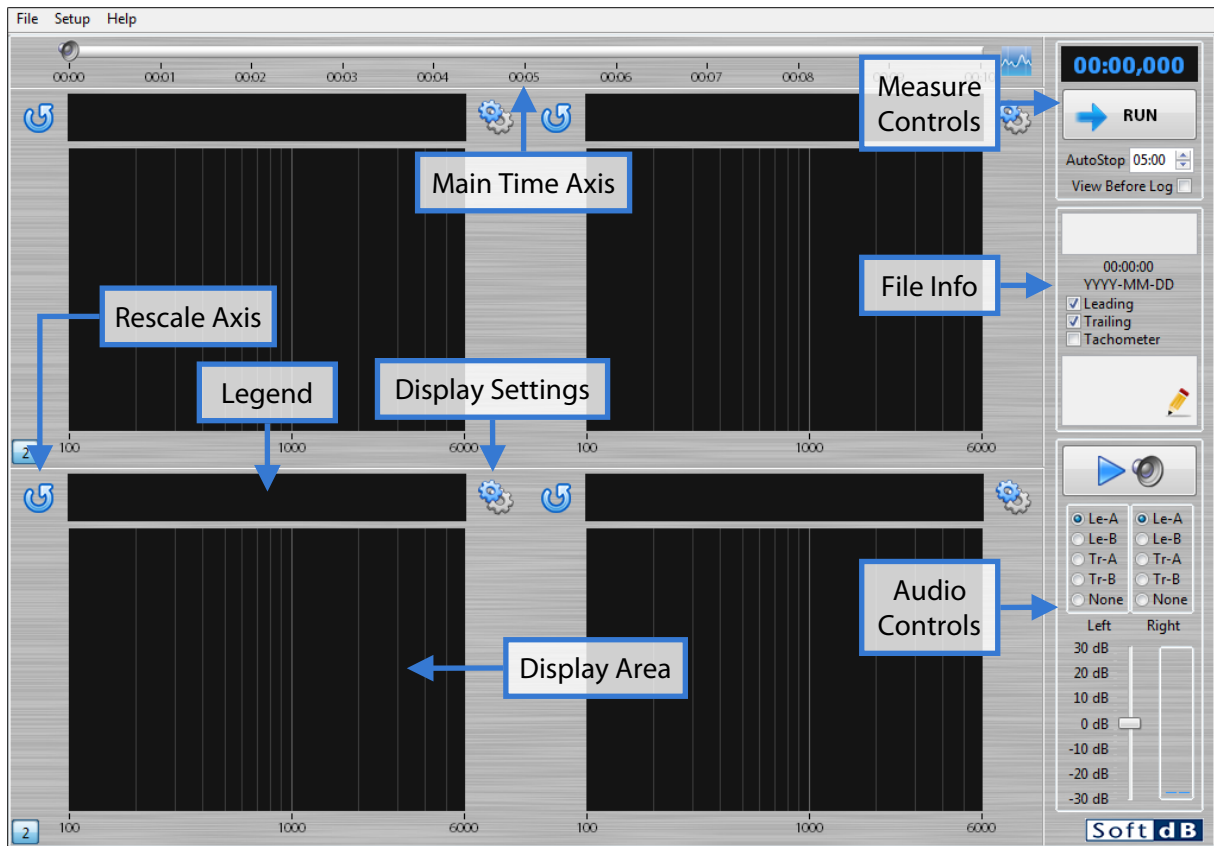 File Setup Help
00:00 00:01 00:02 00:03 00:04 00:05 00:06 00:07 00:08
Main Time Axis
Measure
Controls
00:00,000
RUN
AutoStop 05:00
View Before Log
File Info
00:00:00
YYYY-MM-DD
Leading
Trailing
Tachometer
Rescale Axis
Legend
Display Settings
2 100 1000 6000 100 1000 6000
Le-A Le-A
Le-B Le-B
Tr-A Tr-A
Tr-B Tr-B
None None
Left Right
Audio
Controls
Display Area
30 dB
20 dB
10 dB
0 dB
-10 dB
-20 dB
-30 dB
2 100 1000 6000 100 1000 6000
Soft dB